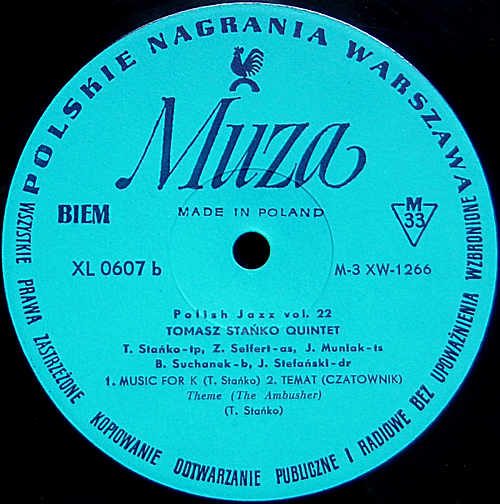 POLSKIE NAGRANIA WARSZAWA
Muza
MADE IN POLAND
BIEM
M
33
XL 0607 b
M-3 XW-1266
Polish Jazz vol. 22
TOMASZ STAŃKO QUINTET
T. Stańko-tp, Z. Seifert-as, J. Muniak-ts
B. Suchanek-b, J. Stefański-dr
1. MUSIC FOR K (T. Stańko) 2. TEMAT (CZATOWNIK)
Theme (The Ambusher)
(T. Stańko)
WSZYSTKIE PRAWA ZASTRZEŻONE KOPIOWANIE ODTWARZANIE PUBLICZNE I RADIOWE BEZ UPOWAŻNIENIA WZBRONIONE